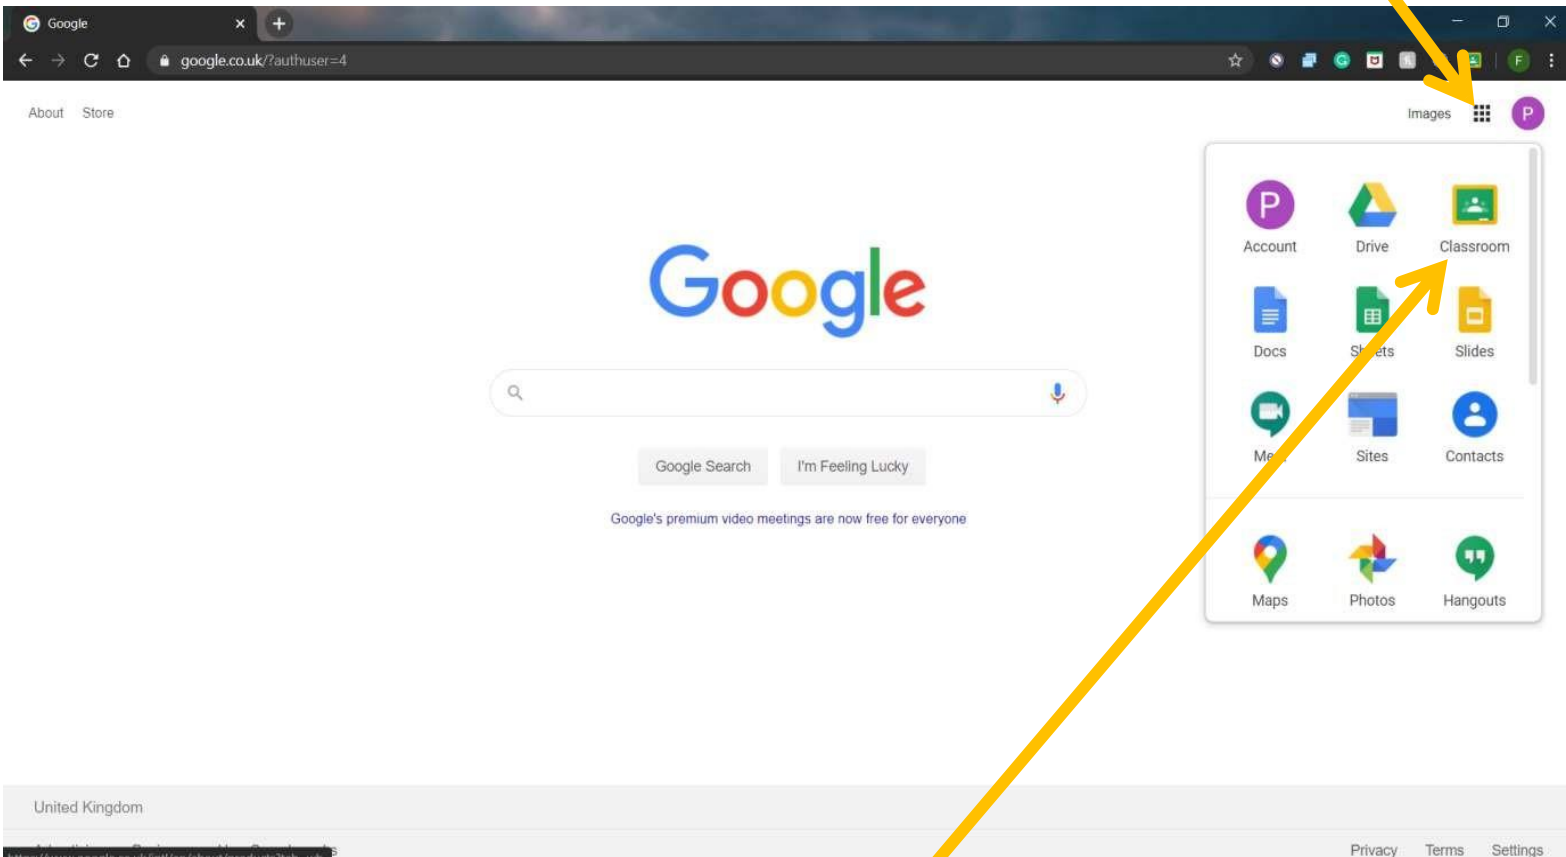 Google
google.co.uk/?authuser=4
F
About Store
Images
P
P
Account Drive Classroom
Google
Docs Slides
Sites Contacts
Google Search I'm Feeling Lucky
Google's premium video meetings are now free for everyone
Maps Photos Hangouts
United Kingdom
Privacy Terms Settings